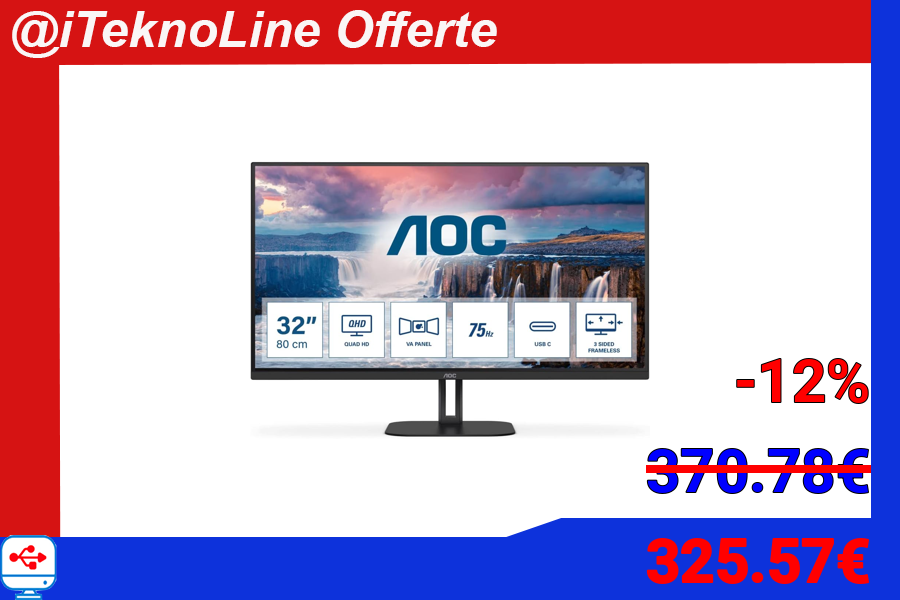 @iTeknoLine Offerte
AOC
32”
80 cm
QHD
QUAD HD
VA PANEL
75Hz
USB C
3 SIDED
FRAMELESS
AOC
-12%
370.78€
325.57€